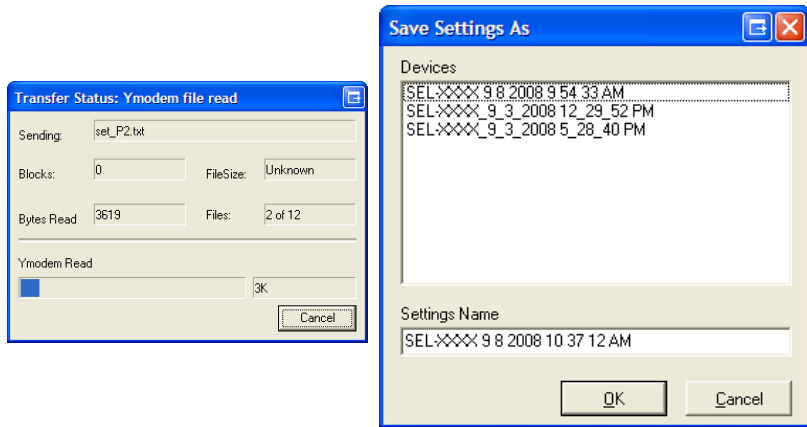 Transfer Status: Ymodem file read
Sending: set_P2.txt
Blocks: 0 FileSize: Unknown
Bytes Read 3619 Files: 2 of 12
Ymodem Read
3K
Cancel
Save Settings As
Devices
SEL-XXXX 9 8 2008 9 54 33 AM
SEL-XXXX_9_3_2008 12_29_52 PM
SEL-XXXX_9_3_2008 5_28_40 PM
Settings Name
SEL-XXXX 9 8 2008 10 37 12 AM
OK Cancel